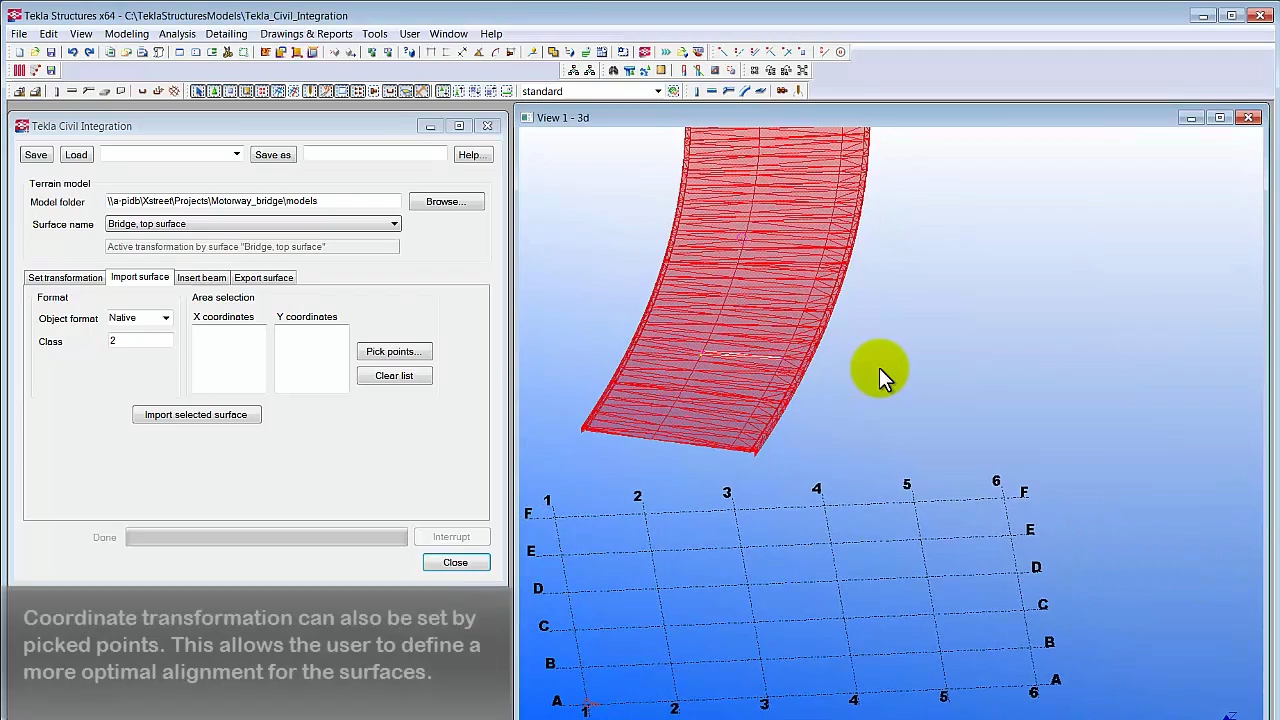 Tekla Structures x64 - C:\TeklaStructuresModels\Tekla_Civil_Integration
File Edit View Modeling Analysis Detailing Drawings & Reports Tools User Window Help
standard
Tekla Civil Integration
Save Load Save as Help...
Terrain model
Model folder \\a-pidb\Xstreet\Projects\Motorway_bridge\models Browse...
Surface name Bridge, top surface
Active transformation by surface "Bridge, top surface"
Set transformation Import surface Insert beam Export surface
Format Area selection
Object format Native X coordinates Y coordinates
Class 2
Pick points...
Clear list
Import selected surface
Done Interrupt
Close
Coordinate transformation can also be set by
picked points. This allows the user to define a
more optimal alignment for the surfaces.
View 1 - 3d
1 2 3 4 5 6
F F
E E
D D
C C
B B
A A
1 2 3 4 5 6